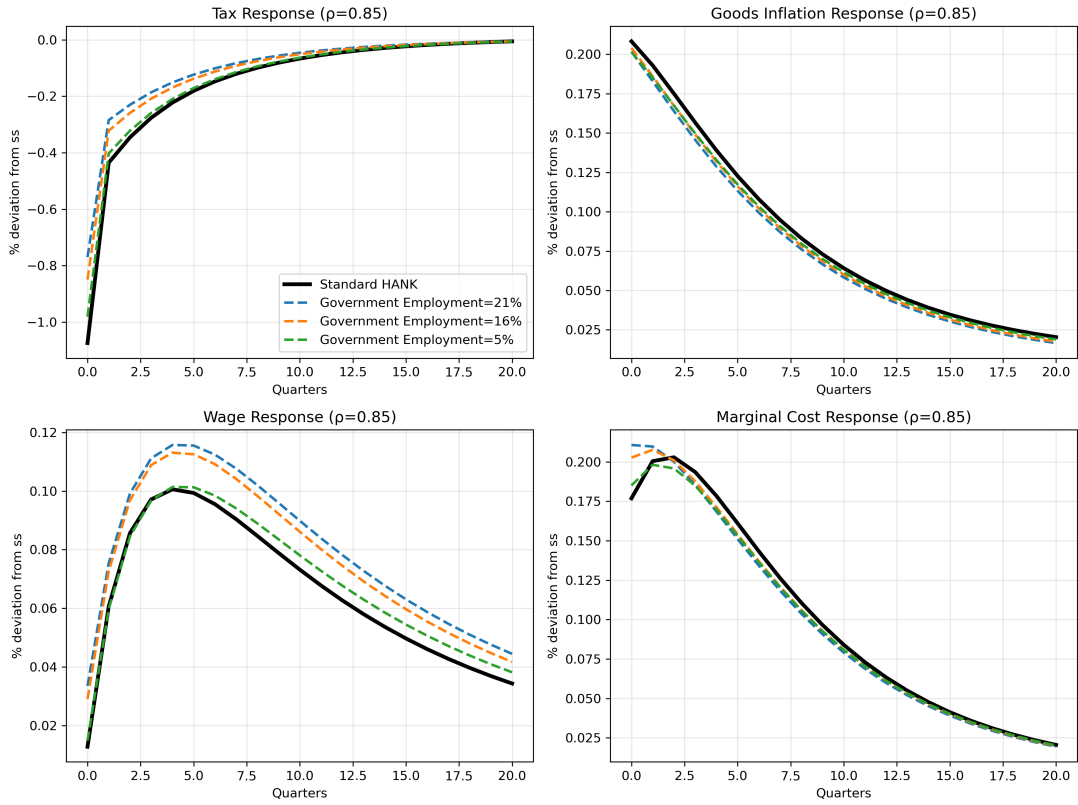 Tax Response (ρ=0.85)
% deviation from ss
0.0
−0.2
−0.4
−0.6
−0.8
−1.0
Standard HANK
Government Employment=21%
Government Employment=16%
Government Employment=5%
0.0 2.5 5.0 7.5 10.0 12.5 15.0 17.5 20.0
Quarters
Goods Inflation Response (ρ=0.85)
% deviation from ss
0.200
0.175
0.150
0.125
0.100
0.075
0.050
0.025
0.0 2.5 5.0 7.5 10.0 12.5 15.0 17.5 20.0
Quarters
Wage Response (ρ=0.85)
% deviation from ss
0.12
0.10
0.08
0.06
0.04
0.02
0.0 2.5 5.0 7.5 10.0 12.5 15.0 17.5 20.0
Quarters
Marginal Cost Response (ρ=0.85)
% deviation from ss
0.200
0.175
0.150
0.125
0.100
0.075
0.050
0.025
0.0 2.5 5.0 7.5 10.0 12.5 15.0 17.5 20.0
Quarters